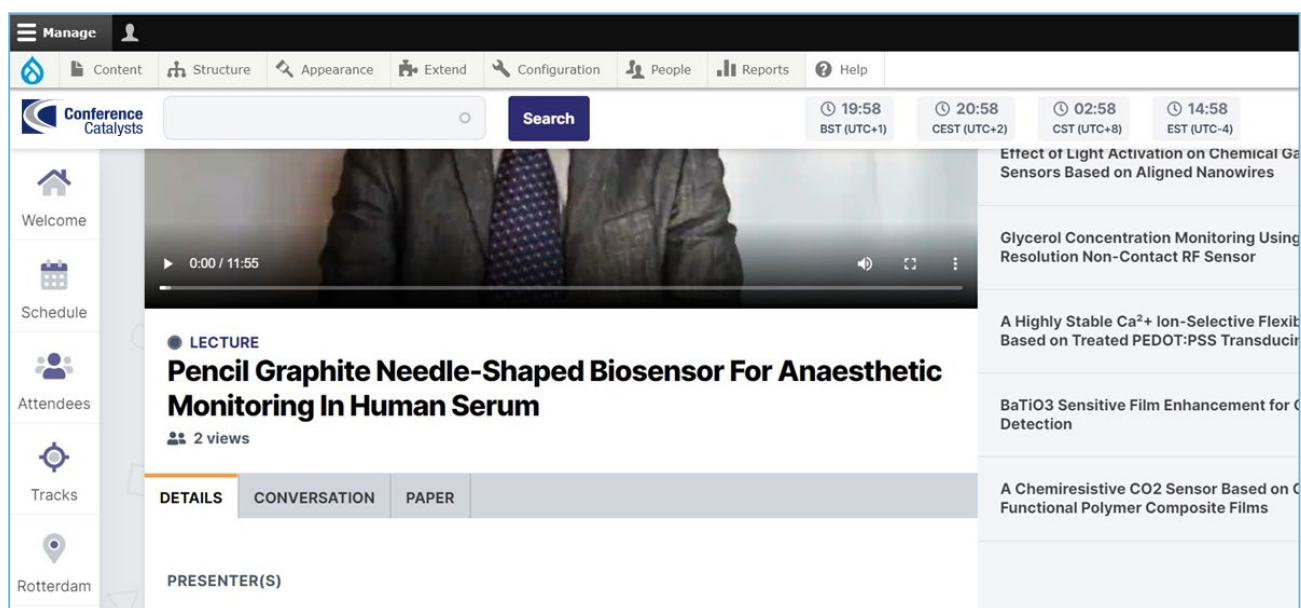 Manage
Content Structure Appearance Extend Configuration People Reports Help
Conference
Catalysts
Search
19:58
BST (UTC+1)
20:58
CEST (UTC+2)
02:58
CST (UTC+8)
14:58
EST (UTC-4)
Welcome
Schedule
Attendees
Tracks
Rotterdam
0:00 / 11:55
LECTURE
Pencil Graphite Needle-Shaped Biosensor For Anaesthetic
Monitoring In Human Serum
2 views
DETAILS CONVERSATION PAPER
PRESENTER(S)
Effect of Light Activation on Chemical
Sensors Based on Aligned Nanowires
Glycerol Concentration Monitoring Using
Resolution Non-Contact RF Sensor
A Highly Stable Ca²+ Ion-Selective
Based on Treated PEDOT:PSS
BaTiO3 Sensitive Film Enhancement for
Detection
A Chemiresistive CO2 Sensor Based on
Functional Polymer Composite Films